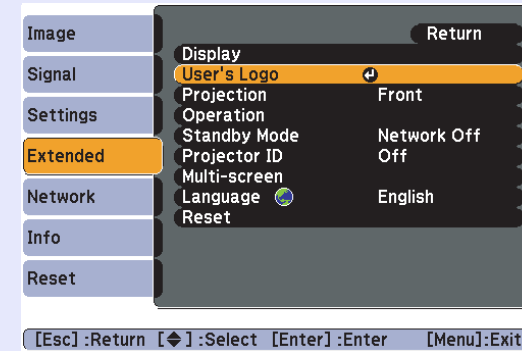 Image
Signal
Settings
Extended
Network
Info
Reset
Return
Display
User's Logo
Projection Front
Operation
Standby Mode Network Off
Projector ID Off
Multi-screen
Language English
Reset
[Esc] :Return [◆] :Select [Enter] :Enter [Menu]:Exit